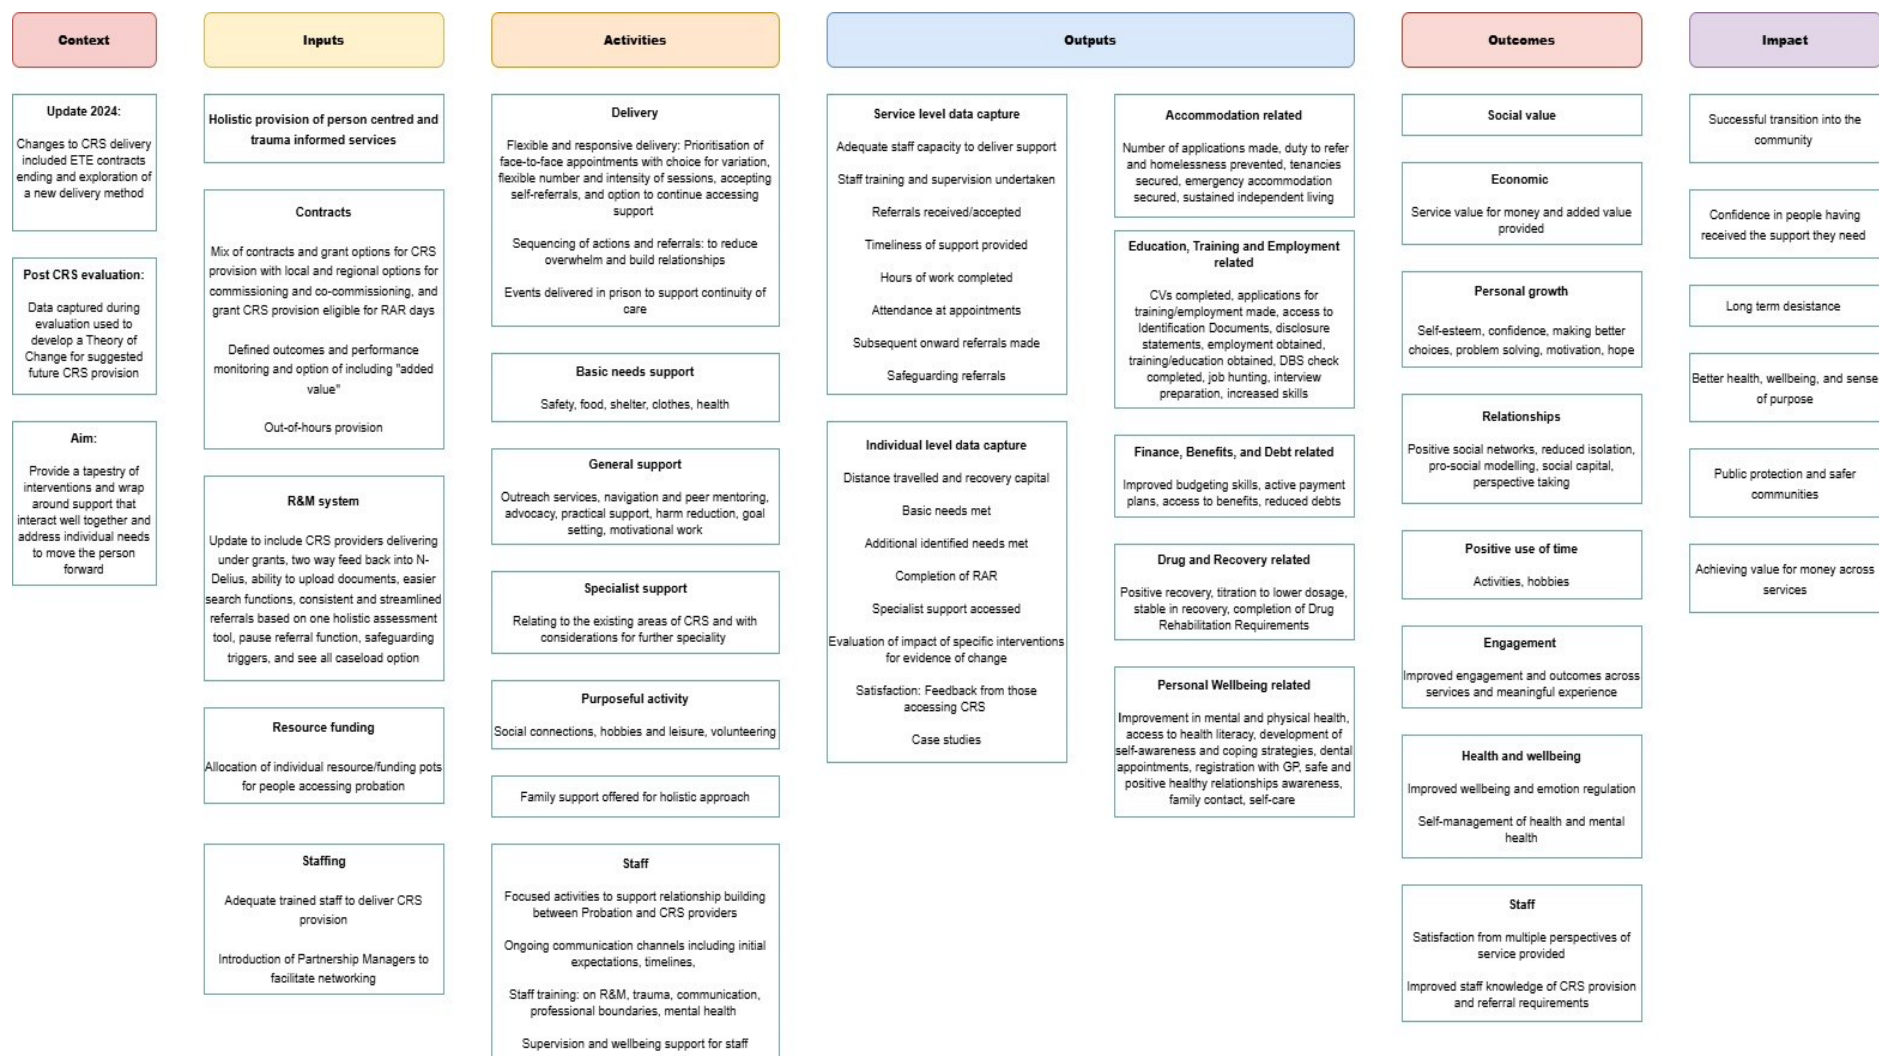 Context
Update 2024:
Changes to CRS delivery
included ETE contracts
ending and exploration of
a new delivery method
Post CRS evaluation:
Data captured during
evaluation used to
develop a Theory of
Change for suggested
future CRS provision
Aim:
Provide a tapestry of
interventions and wrap
around support that
interact well together and
address individual needs
to move the person
forward
Inputs
Holistic provision of person centred and
trauma informed services
Contracts
Mix of contracts and grant options for CRS
provision with local and regional options for
commissioning and co-commissioning, and
grant CRS provision eligible for RAR days
Defined outcomes and performance
monitoring and option of including "added
value"
Out-of-hours provision
R&M system
Update to include CRS providers delivering
under grants, two way feed back into N-
Delius, ability to upload documents, easier
search functions, consistent and streamlined
referrals based on one holistic assessment
tool, pause referral function, safeguarding
triggers, and see all caseload option
Resource funding
Allocation of individual resource/funding pots
for people accessing probation
Staffing
Adequate trained staff to deliver CRS
provision
Introduction of Partnership Managers to
facilitate networking
Activities
Delivery
Flexible and responsive delivery: Prioritisation of
face-to-face appointments with choice for variation,
flexible number and intensity of sessions, accepting
self-referrals, and option to continue accessing
support
Sequencing of actions and referrals: to reduce
overwhelm and build relationships
Events delivered in prison to support continuity of
care
Basic needs support
Safety, food, shelter, clothes, health
General support
Outreach services, navigation and peer mentoring,
advocacy, practical support, harm reduction, goal
setting, motivational work
Specialist support
Relating to the existing areas of CRS and with
considerations for further speciality
Purposeful activity
Social connections, hobbies and leisure, volunteering
Family support offered for holistic approach
Staff
Focused activities to support relationship building
between Probation and CRS providers
Ongoing communication channels including initial
expectations, timelines,
Staff training: on R&M, trauma, communication,
professional boundaries, mental health
Supervision and wellbeing support for staff
Outputs
Service level data capture
Adequate staff capacity to deliver support
Staff training and supervision undertaken
Referrals received/accepted
Timeliness of support provided
Hours of work completed
Attendance at appointments
Subsequent onward referrals made
Safeguarding referrals
Individual level data capture
Distance travelled and recovery capital
Basic needs met
Additional identified needs met
Completion of RAR
Specialist support accessed
Evaluation of impact of specific interventions
for evidence of change
Satisfaction: Feedback from those
accessing CRS
Case studies
Accommodation related
Number of applications made, duty to refer
and homelessness prevented, tenancies
secured, emergency accommodation
secured, sustained independent living
Education, Training and Employment
related
CVs completed, applications for
training/employment made, access to
Identification Documents, disclosure
statements, employment obtained,
training/education obtained, DBS check
completed, job hunting, interview
preparation, increased skills
Finance, Benefits, and Debt related
Improved budgeting skills, active payment
plans, access to benefits, reduced debts
Drug and Recovery related
Positive recovery, titration to lower dosage,
stable in recovery, completion of Drug
Rehabilitation Requirements
Personal Wellbeing related
Improvement in mental and physical health,
access to health literacy, development of
self-awareness and coping strategies, dental
appointments, registration with GP, safe and
positive healthy relationships awareness,
family contact, self-care
Outcomes
Social value
Economic
Service value for money and added value
provided
Personal growth
Self-esteem, confidence, making better
choices, problem solving, motivation, hope
Relationships
Positive social networks, reduced isolation,
pro-social modelling, social capital,
perspective taking
Positive use of time
Activities, hobbies
Engagement
Improved engagement and outcomes across
services and meaningful experience
Health and wellbeing
Improved wellbeing and emotion regulation
Self-management of health and mental
health
Staff
Satisfaction from multiple perspectives of
service provided
Improved staff knowledge of CRS provision
and referral requirements
Impact
Successful transition into the
community
Confidence in people having
received the support they need
Long term desistance
Better health, wellbeing, and sense
of purpose
Public protection and safer
communities
Achieving value for money across
services